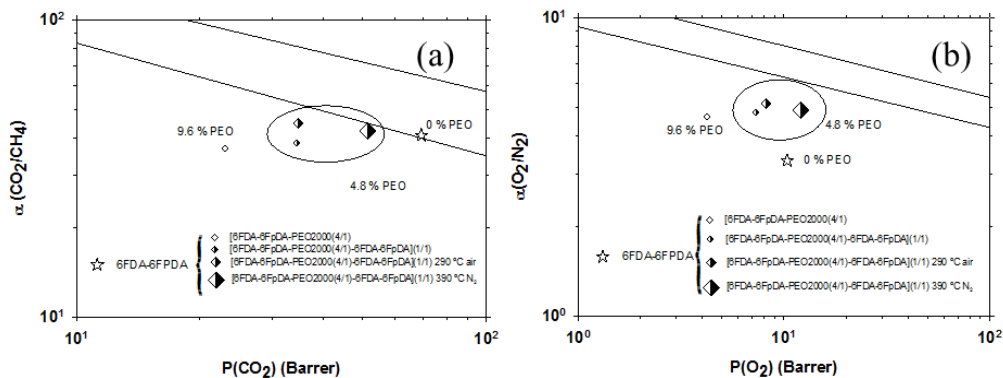 10²
(a)
0 % PEO
9.6 % PEO
4.8 % PEO
α (CO₂/CH₄)
[6FDA-6FpDA-PEO2000(4/1)
[6FDA-6FpDA-PEO2000(4/1)-6FDA-6FpDA](1/1)
6FDA-6FPDA
[6FDA-6FpDA-PEO2000(4/1)-6FDA-6FpDA](1/1) 290 °C air
[6FDA-6FpDA-PEO2000(4/1)-6FDA-6FpDA](1/1) 390 °C N₂
10¹
10¹
10²
P(CO₂) (Barrer)
10¹
(b)
9.6 % PEO
4.8 % PEO
0 % PEO
α(O₂/N₂)
[6FDA-6FpDA-PEO2000(4/1)
[6FDA-6FpDA-PEO2000(4/1)-6FDA-6FpDA](1/1)
6FDA-6FPDA
[6FDA-6FpDA-PEO2000(4/1)-6FDA-6FpDA](1/1) 290 °C air
[6FDA-6FpDA-PEO2000(4/1)-6FDA-6FpDA](1/1) 390 °C N₂
10⁰
10⁰
10¹
10²
P(O₂) (Barrer)